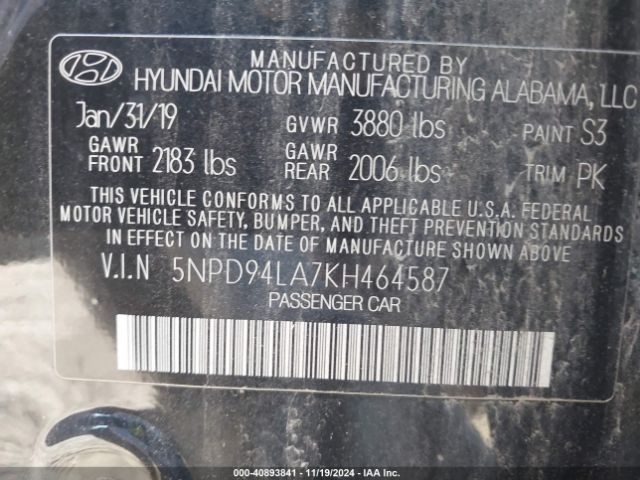 MANUFACTURED BY
HYUNDAI MOTOR MANUFACTURING ALABAMA, LLC
Jan/31/19 GVWR 3880 lbs PAINT S3
GAWR FRONT 2183 lbs GAWR REAR 2006 lbs TRIM PK
THIS VEHICLE CONFORMS TO ALL APPLICABLE U.S.A. FEDERAL
MOTOR VEHICLE SAFETY, BUMPER, AND THEFT PREVENTION STANDARDS
IN EFFECT ON THE DATE OF MANUFACTURE SHOWN ABOVE
V.I.N 5NPD94LA7KH464587
PASSENGER CAR
000-40893841 - 11/19/2024 - IAA Inc.